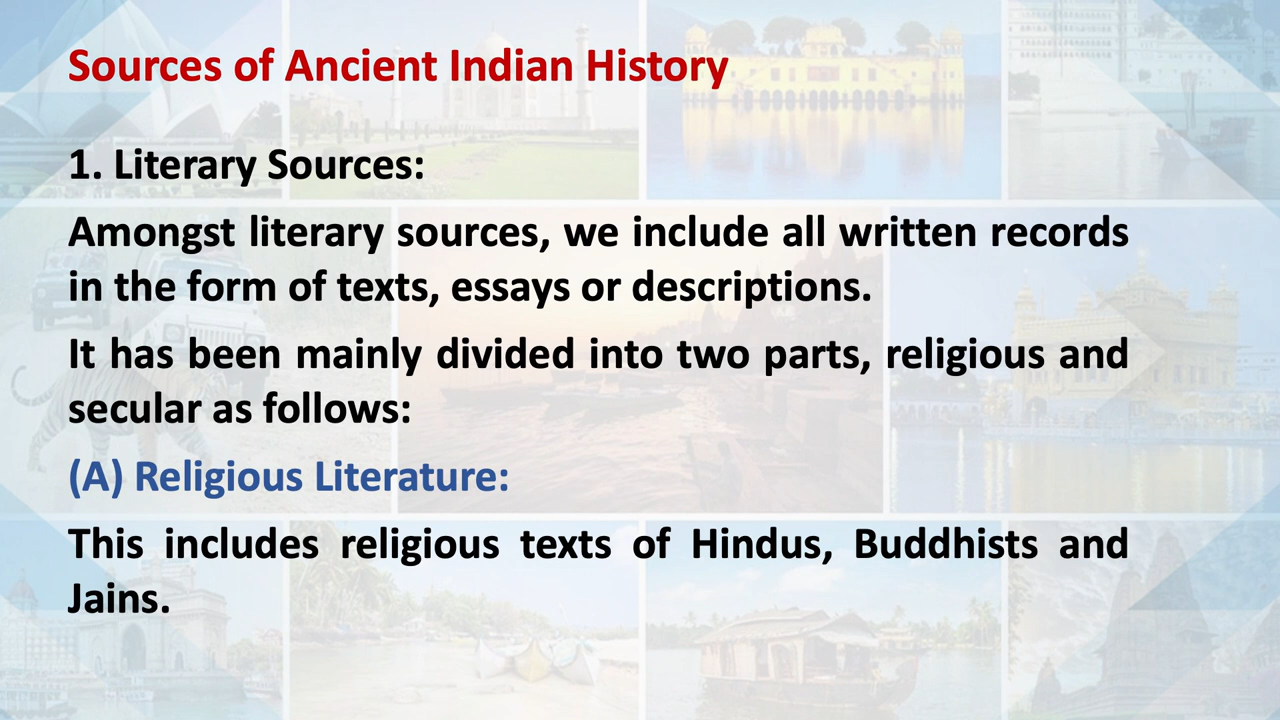 Sources of Ancient Indian History
1. Literary Sources:
Amongst literary sources, we include all written records
in the form of texts, essays or descriptions.
It has been mainly divided into two parts, religious and
secular as follows:
(A) Religious Literature:
This includes religious texts of Hindus, Buddhists and
Jains.